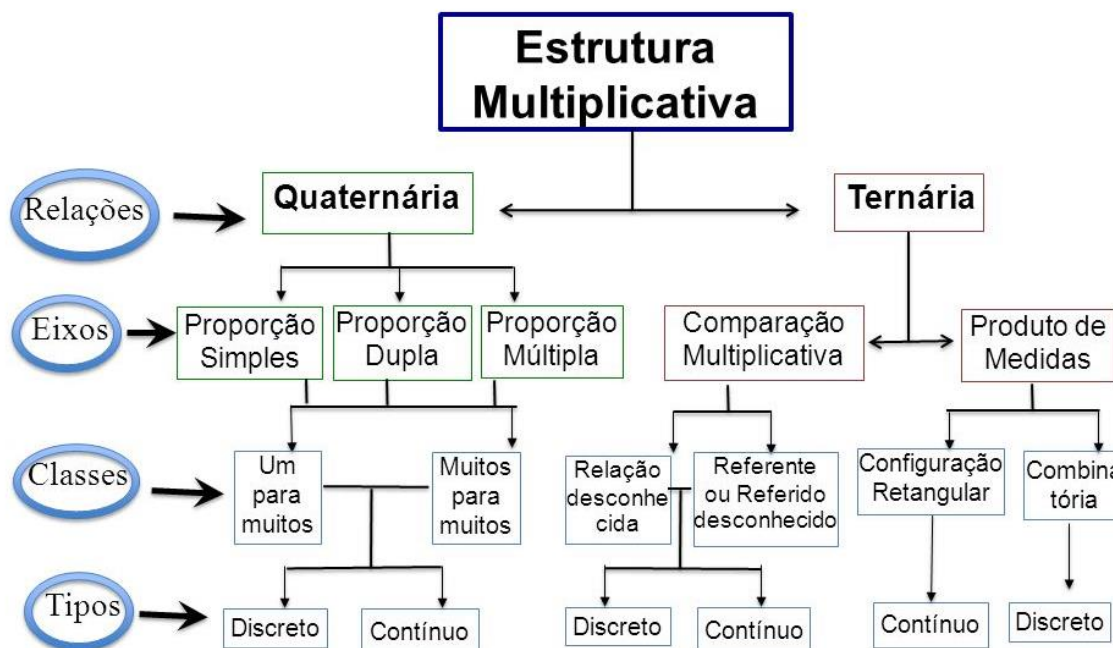 Estrutura
Multiplicativa
Relações
Quaternária
Ternária
Eixos
Proporção
Simples
Proporção
Dupla
Proporção
Múltipla
Comparação
Multiplicativa
Produto de
Medidas
Classes
Um
para
muitos
Muitos
para
muitos
Relação
desconhe
cida
Referente
ou Referido
desconhecido
Configuração
Retangular
Combina
tória
Tipos
Discreto
Contínuo
Discreto
Contínuo
Contínuo
Discreto